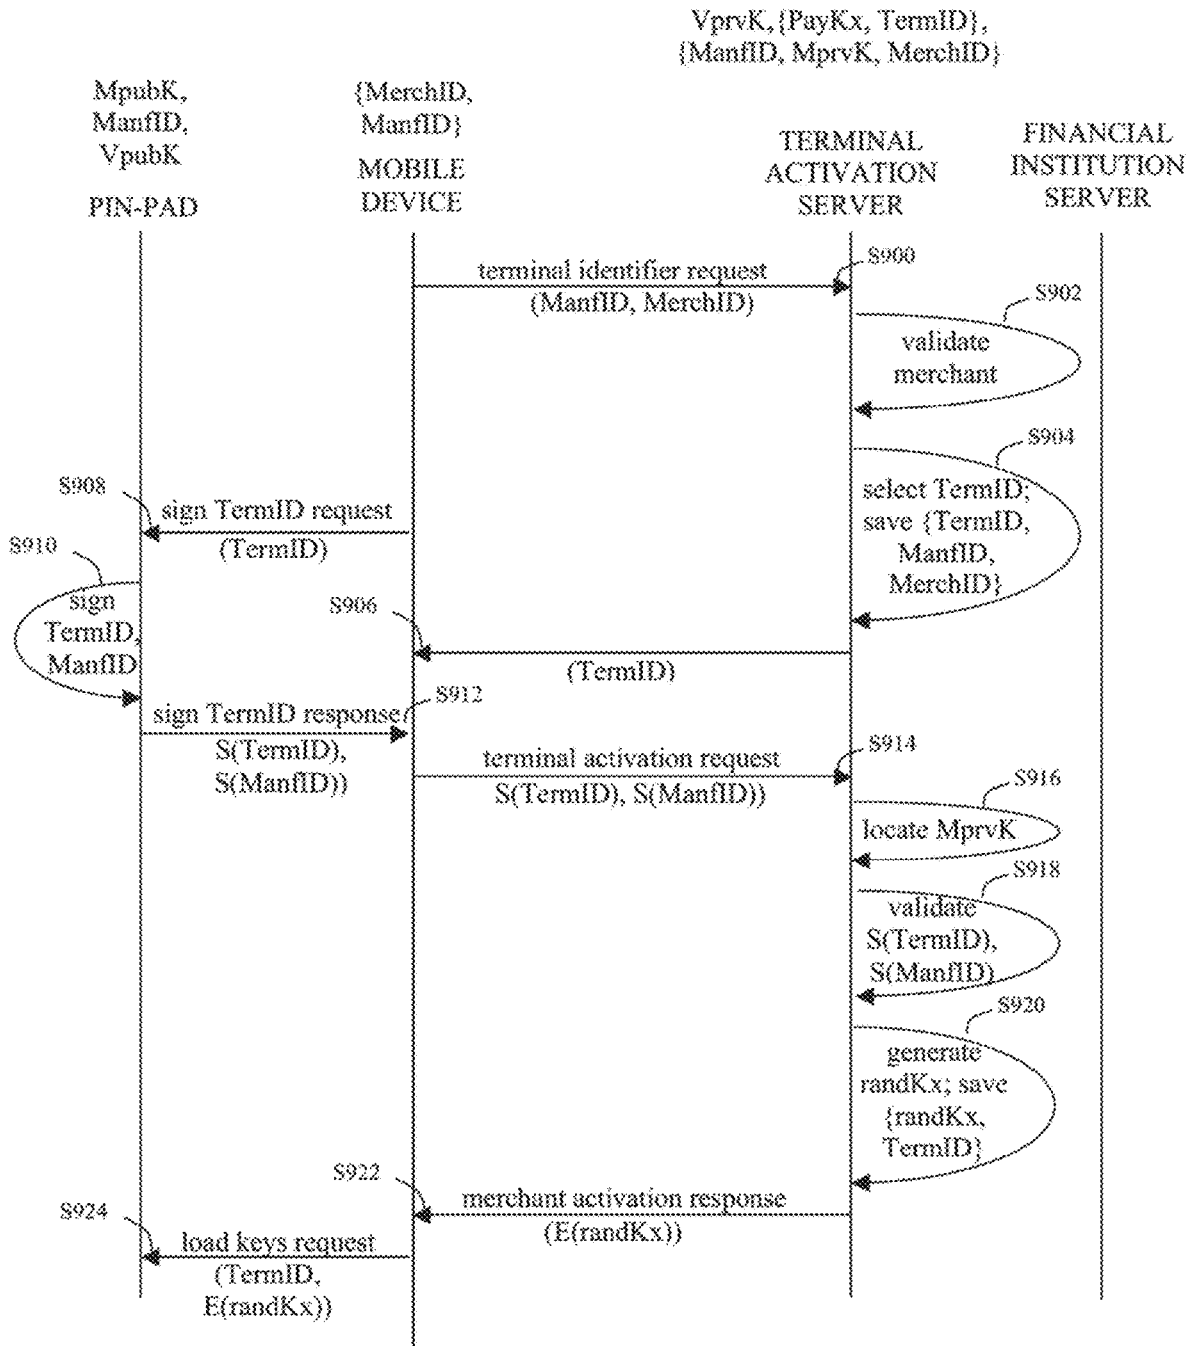 VprvK,{PayKx, TermID},
{ManfID, MprvK, MerchID}
MpubK,
ManfID,
VpubK
PIN-PAD
{MerchID,
ManfID}
MOBILE
DEVICE
TERMINAL
ACTIVATION
SERVER
FINANCIAL
INSTITUTION
SERVER
S900
terminal identifier request
(ManfID, MerchID)
S902
validate
merchant
S904
select TermID;
save {TermID,
ManfID,
MerchID}
S908
sign TermID request
(TermID)
S910
sign
TermID,
ManfID
S906
(TermID)
S912
sign TermID response
S(TermID),
S(ManfID))
S914
terminal activation request
S(TermID), S(ManfID))
S916
locate MprvK
S918
validate
S(TermID),
S(ManfID)
S920
generate
randKx; save
{randKx,
TermID}
S922
merchant activation response
(E(randKx))
S924
load keys request
(TermID,
E(randKx))